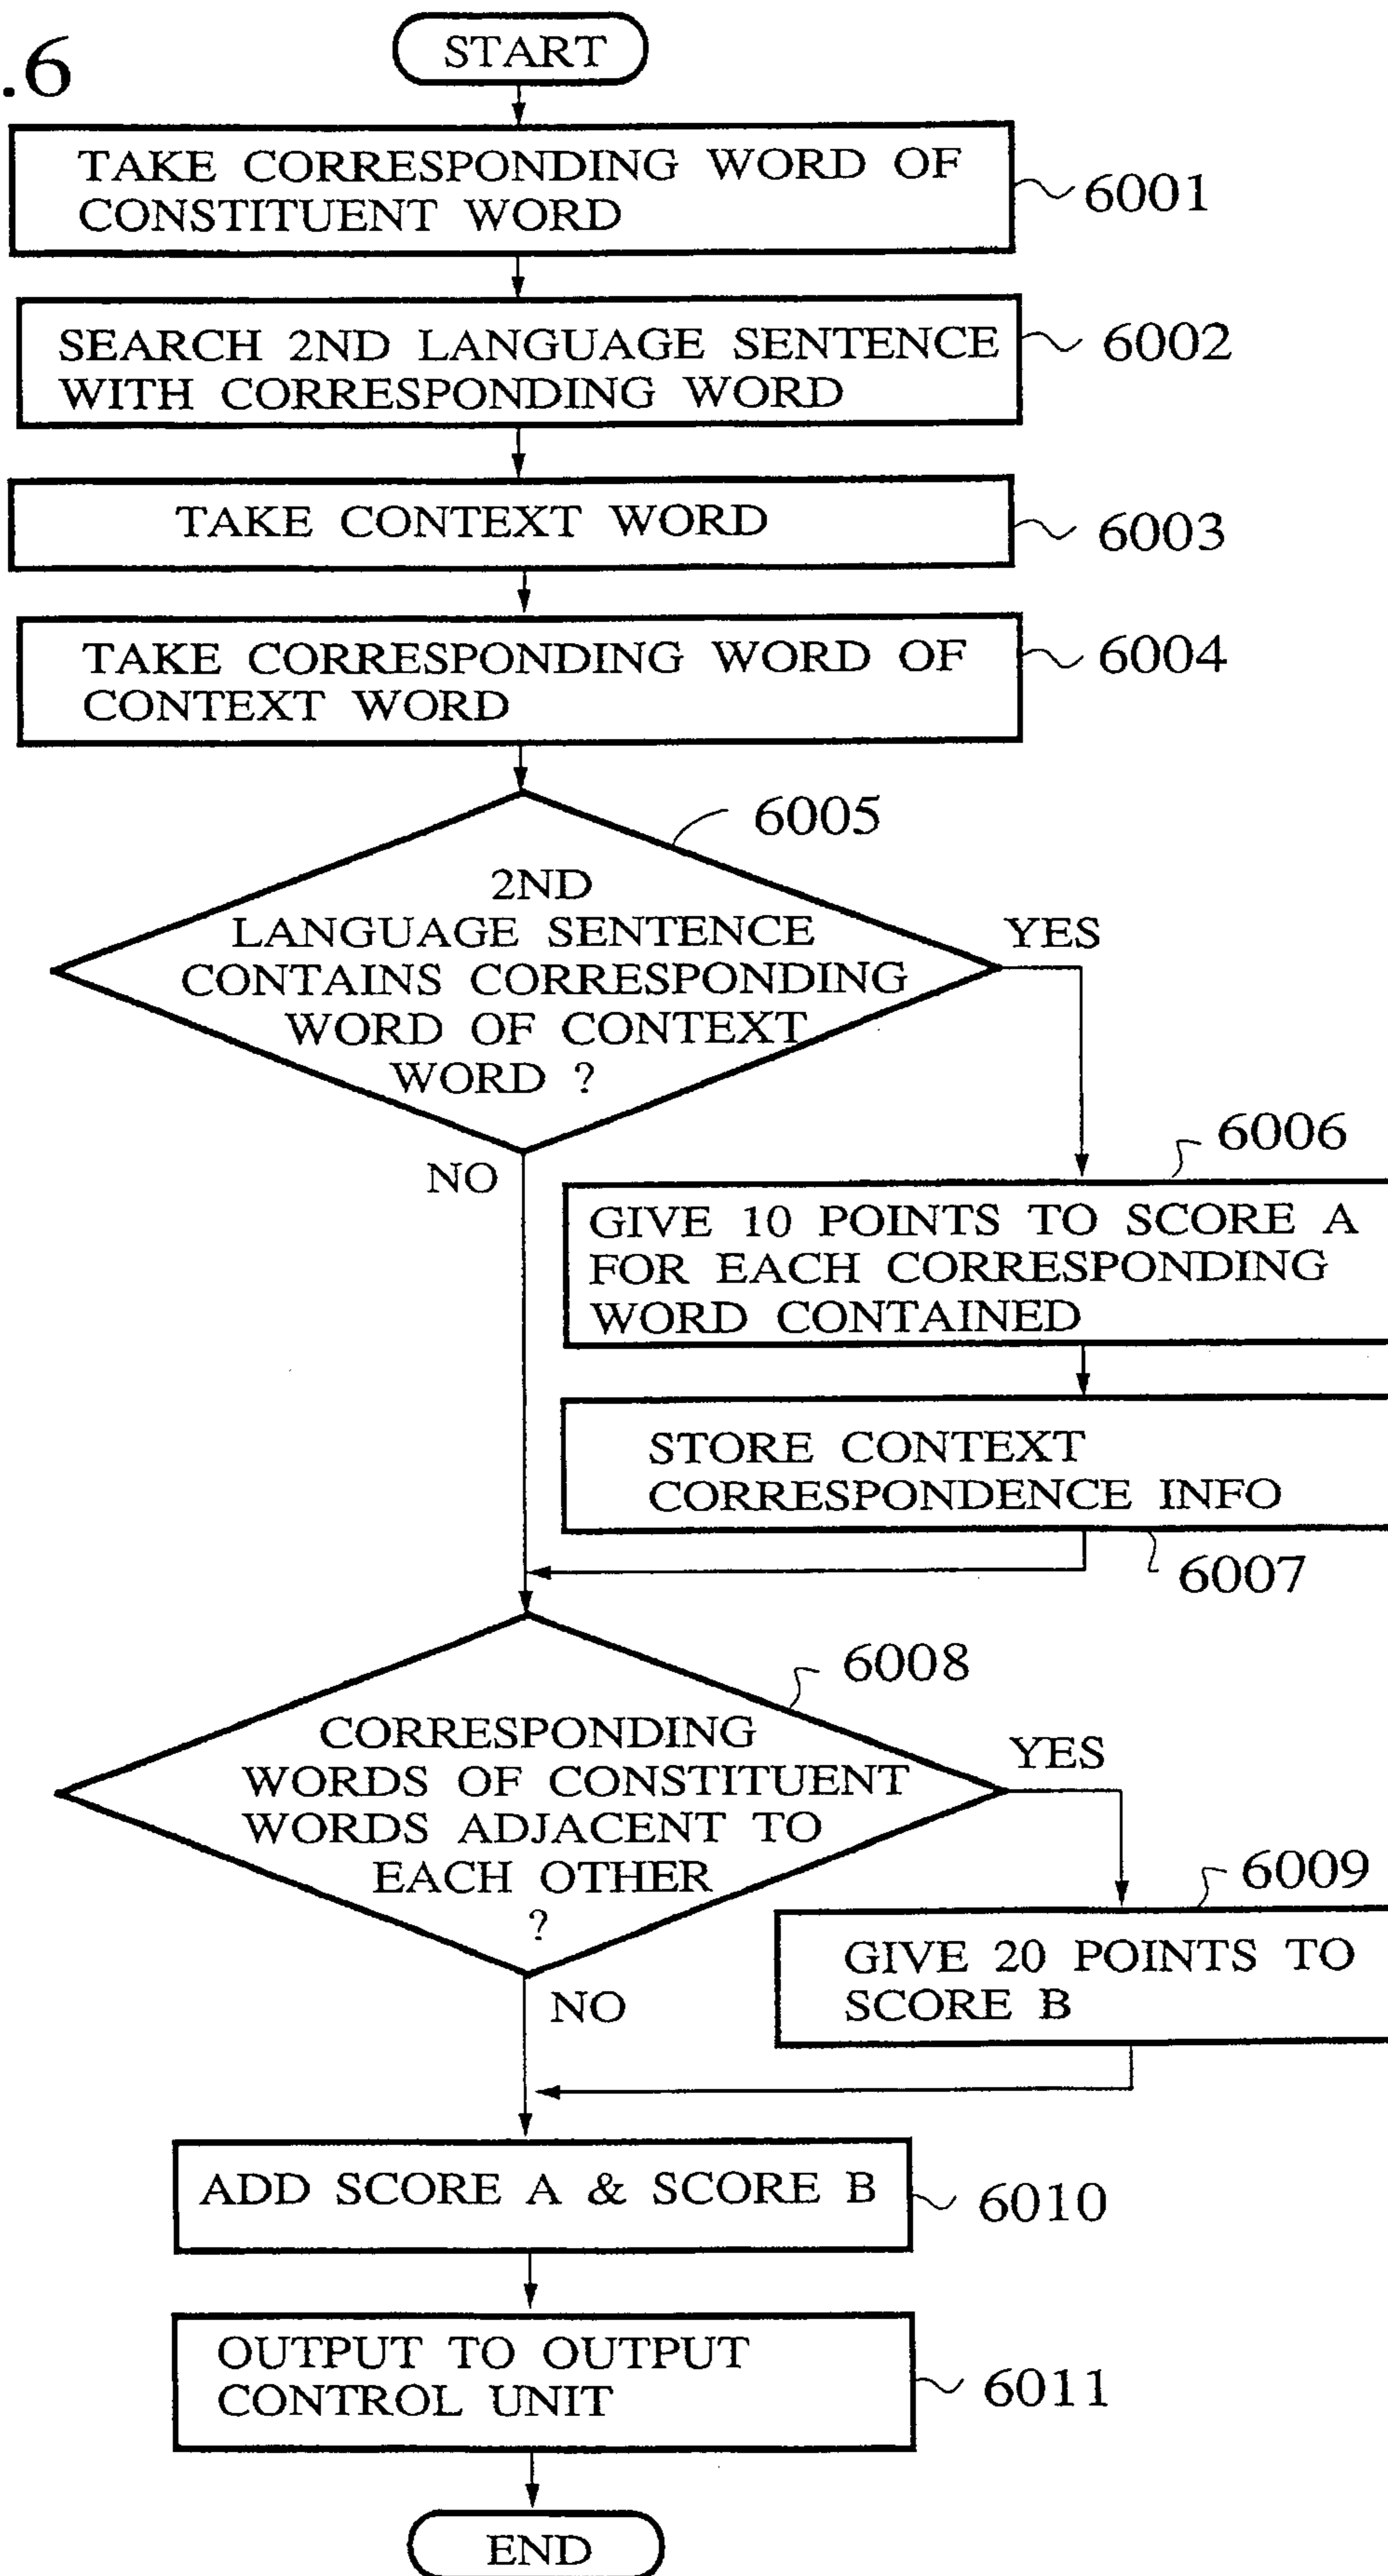 .6
START
TAKE CORRESPONDING WORD OF
CONSTITUENT WORD
6001
SEARCH 2ND LANGUAGE SENTENCE
WITH CORRESPONDING WORD
6002
TAKE CONTEXT WORD
6003
TAKE CORRESPONDING WORD OF
CONTEXT WORD
6004
6005
2ND
LANGUAGE SENTENCE
CONTAINS CORRESPONDING
WORD OF CONTEXT
WORD ?
YES
NO
6006
GIVE 10 POINTS TO SCORE A
FOR EACH CORRESPONDING
WORD CONTAINED
STORE CONTEXT
CORRESPONDENCE INFO
6007
6008
CORRESPONDING
WORDS OF CONSTITUENT
WORDS ADJACENT TO
EACH OTHER
?
YES
NO
6009
GIVE 20 POINTS TO
SCORE B
ADD SCORE A & SCORE B
6010
OUTPUT TO OUTPUT
CONTROL UNIT
6011
END